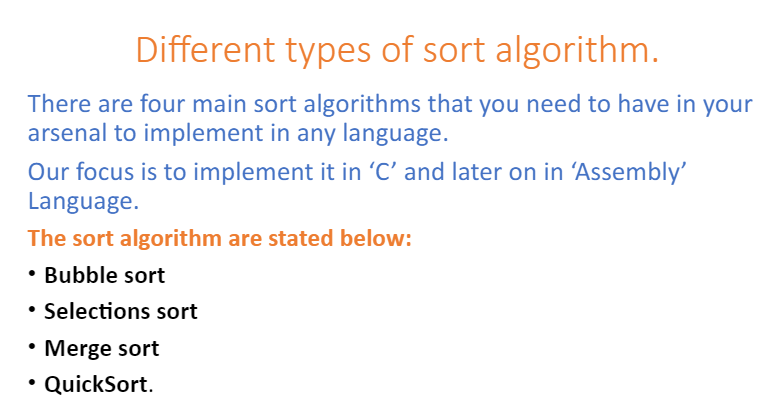 Different types of sort algorithm.
There are four main sort algorithms that you need to have in your
arsenal to implement in any language.
Our focus is to implement it in ‘C’ and later on in ‘Assembly’
Language.
The sort algorithm are stated below:
• Bubble sort
• Selections sort
• Merge sort
• QuickSort.